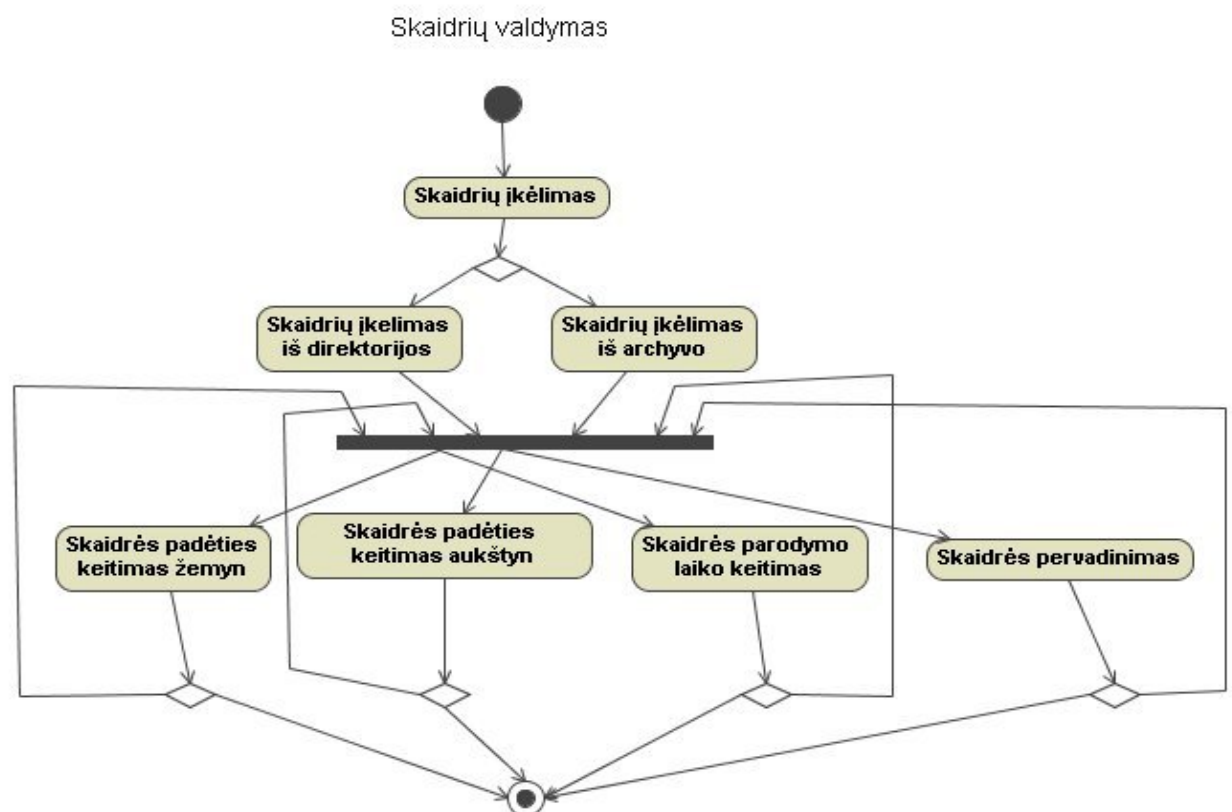 Skaidrių valdymas
Skaidrių įkėlimas
Skaidrių įkelimas
iš direktorijos
Skaidrių įkėlimas
iš archyvo
Skaidrės padėties
keitimas žemyn
Skaidrės padėties
keitimas aukštyn
Skaidrės parodymo
laiko keitimas
Skaidrės pervadinimas